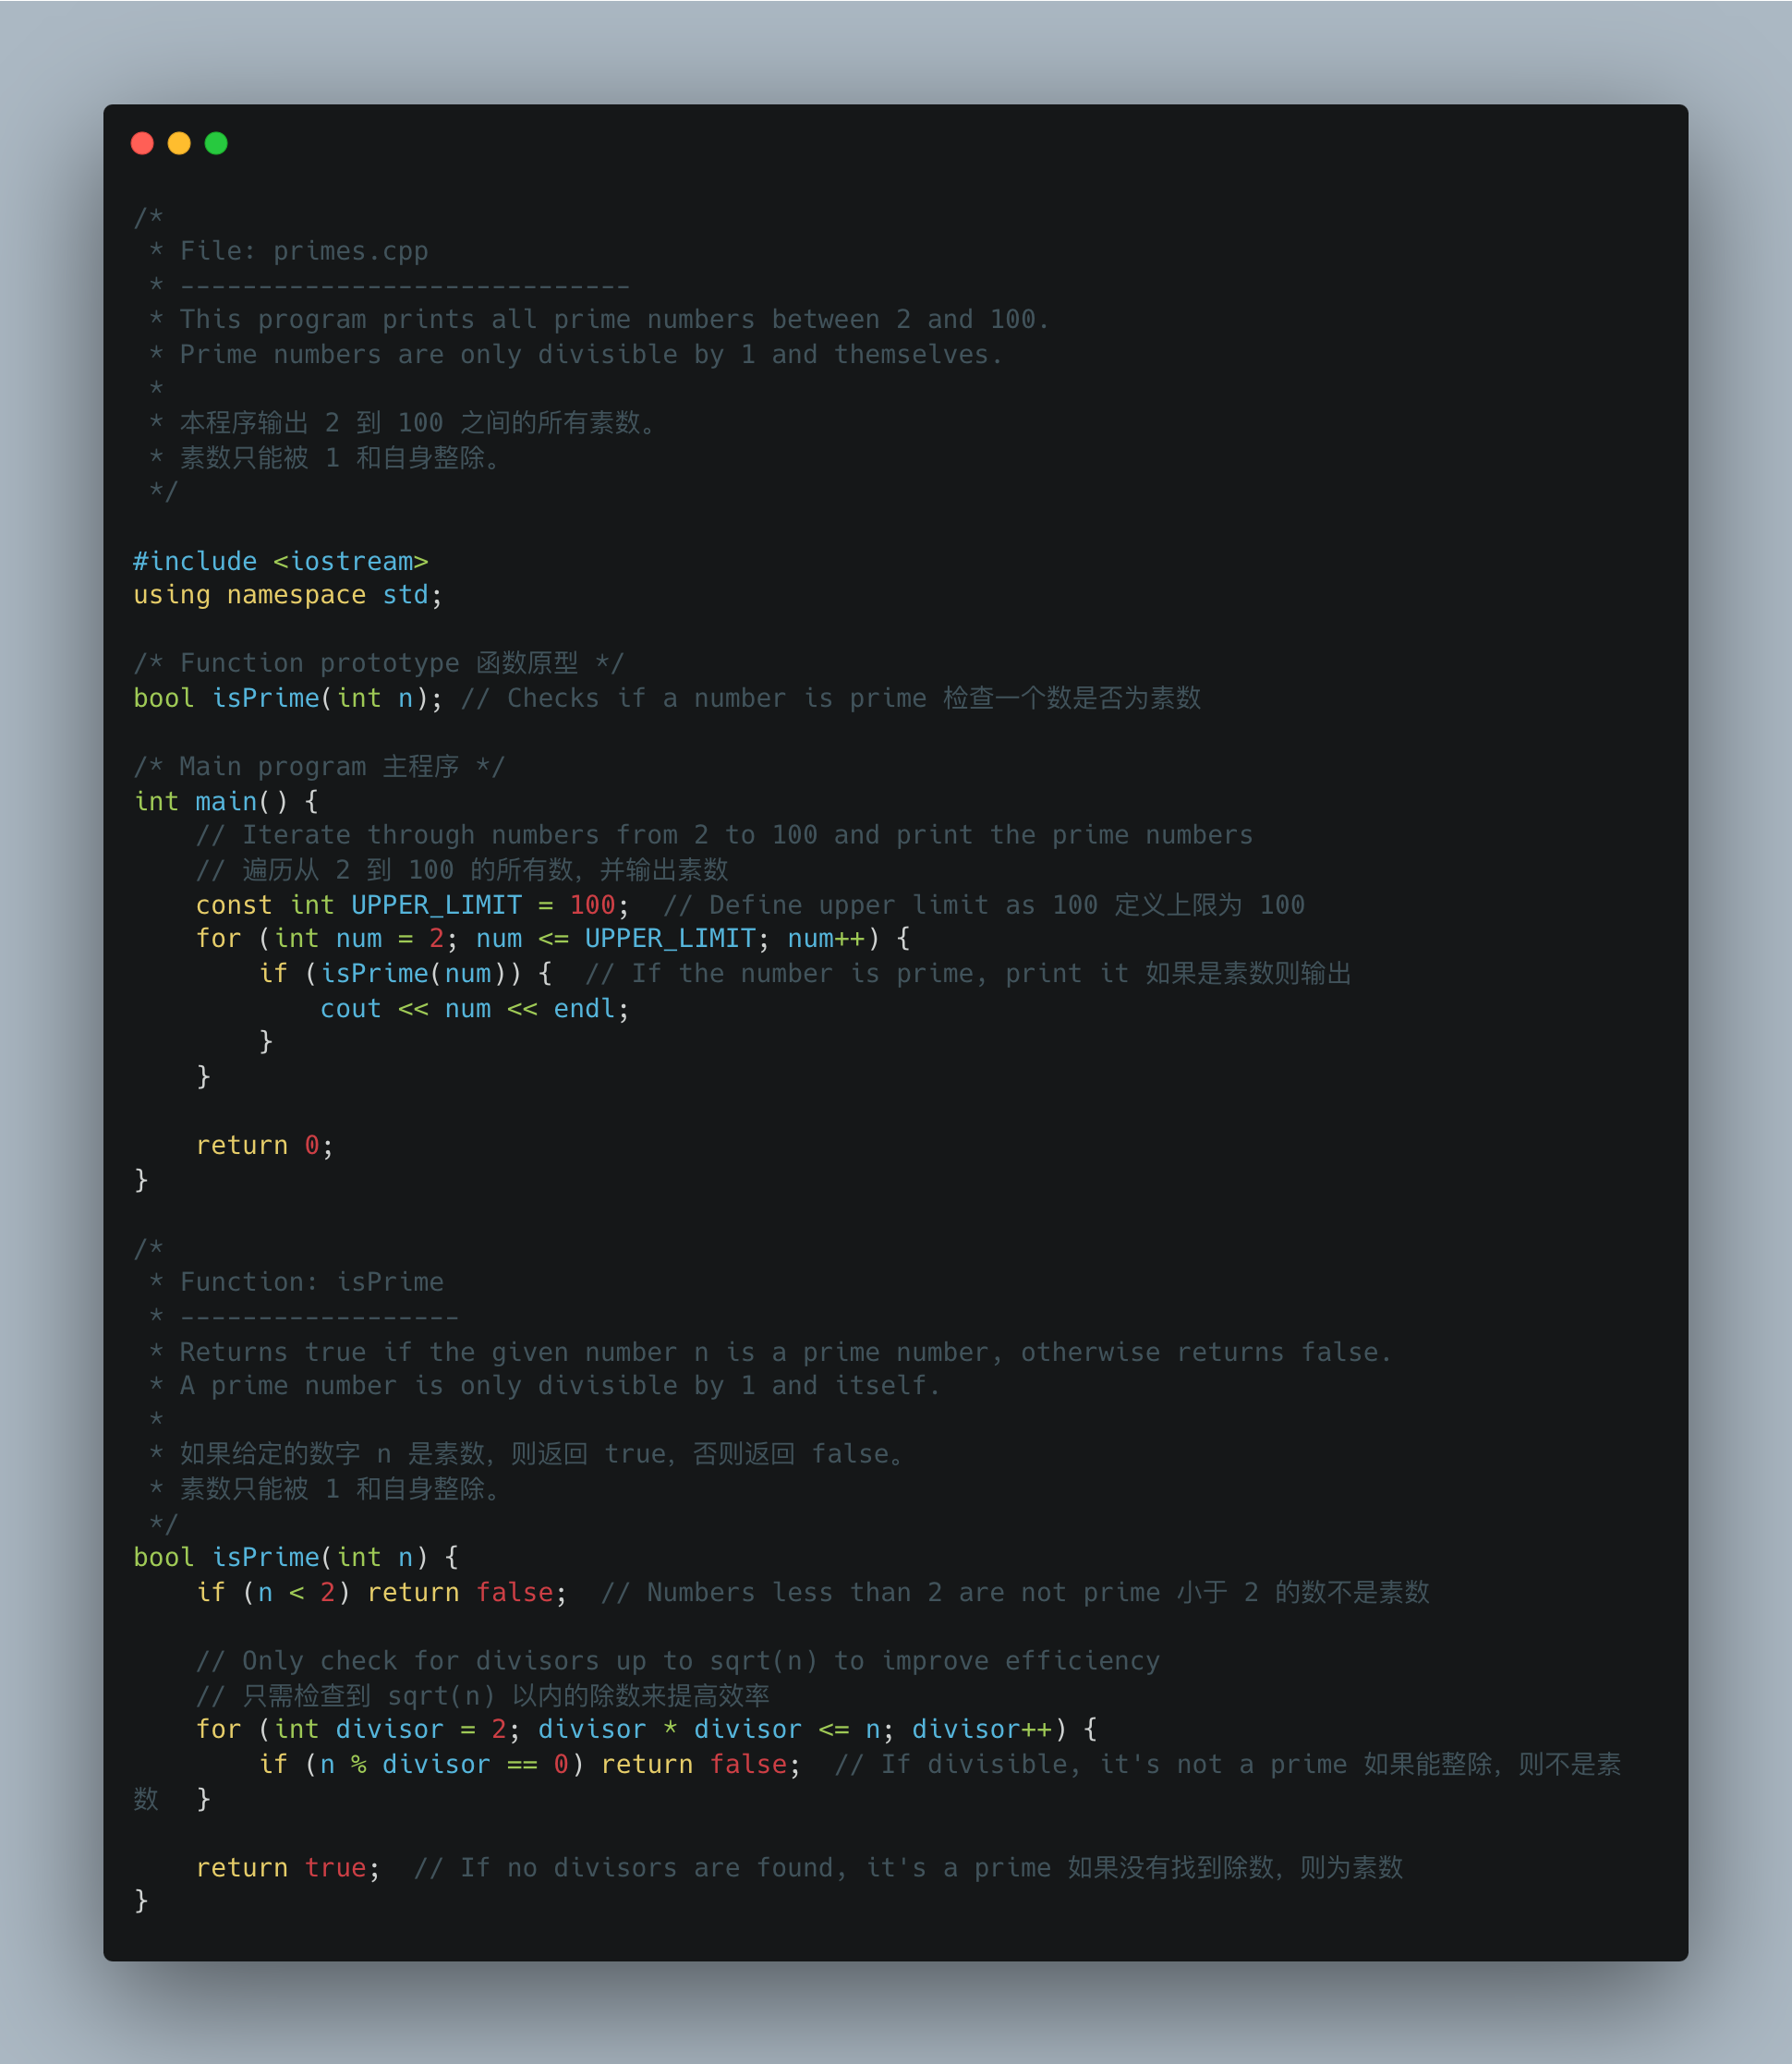 /*
 * File: primes.cpp
 * -----------------------------
 * This program prints all prime numbers between 2 and 100.
 * Prime numbers are only divisible by 1 and themselves.
 *
 * 本程序输出 2 到 100 之间的所有素数。
 * 素数只能被 1 和自身整除。
 */

#include <iostream>
using namespace std;

/* Function prototype 函数原型 */
bool isPrime(int n); // Checks if a number is prime 检查一个数是否为素数

/* Main program 主程序 */
int main() {
    // Iterate through numbers from 2 to 100 and print the prime numbers
    // 遍历从 2 到 100 的所有数，并输出素数
    const int UPPER_LIMIT = 100;  // Define upper limit as 100 定义上限为 100
    for (int num = 2; num <= UPPER_LIMIT; num++) {
        if (isPrime(num)) {  // If the number is prime, print it 如果是素数则输出
            cout << num << endl;
        }
    }

    return 0;
}

/*
 * Function: isPrime
 * ------------------
 * Returns true if the given number n is a prime number, otherwise returns false.
 * A prime number is only divisible by 1 and itself.
 *
 * 如果给定的数字 n 是素数，则返回 true，否则返回 false。
 * 素数只能被 1 和自身整除。
 */
bool isPrime(int n) {
    if (n < 2) return false;  // Numbers less than 2 are not prime 小于 2 的数不是素数

    // Only check for divisors up to sqrt(n) to improve efficiency
    // 只需检查到 sqrt(n) 以内的除数来提高效率
    for (int divisor = 2; divisor * divisor <= n; divisor++) {
        if (n % divisor == 0) return false;  // If divisible, it's not a prime 如果能整除，则不是素
数  }

    return true;  // If no divisors are found, it's a prime 如果没有找到除数，则为素数
}